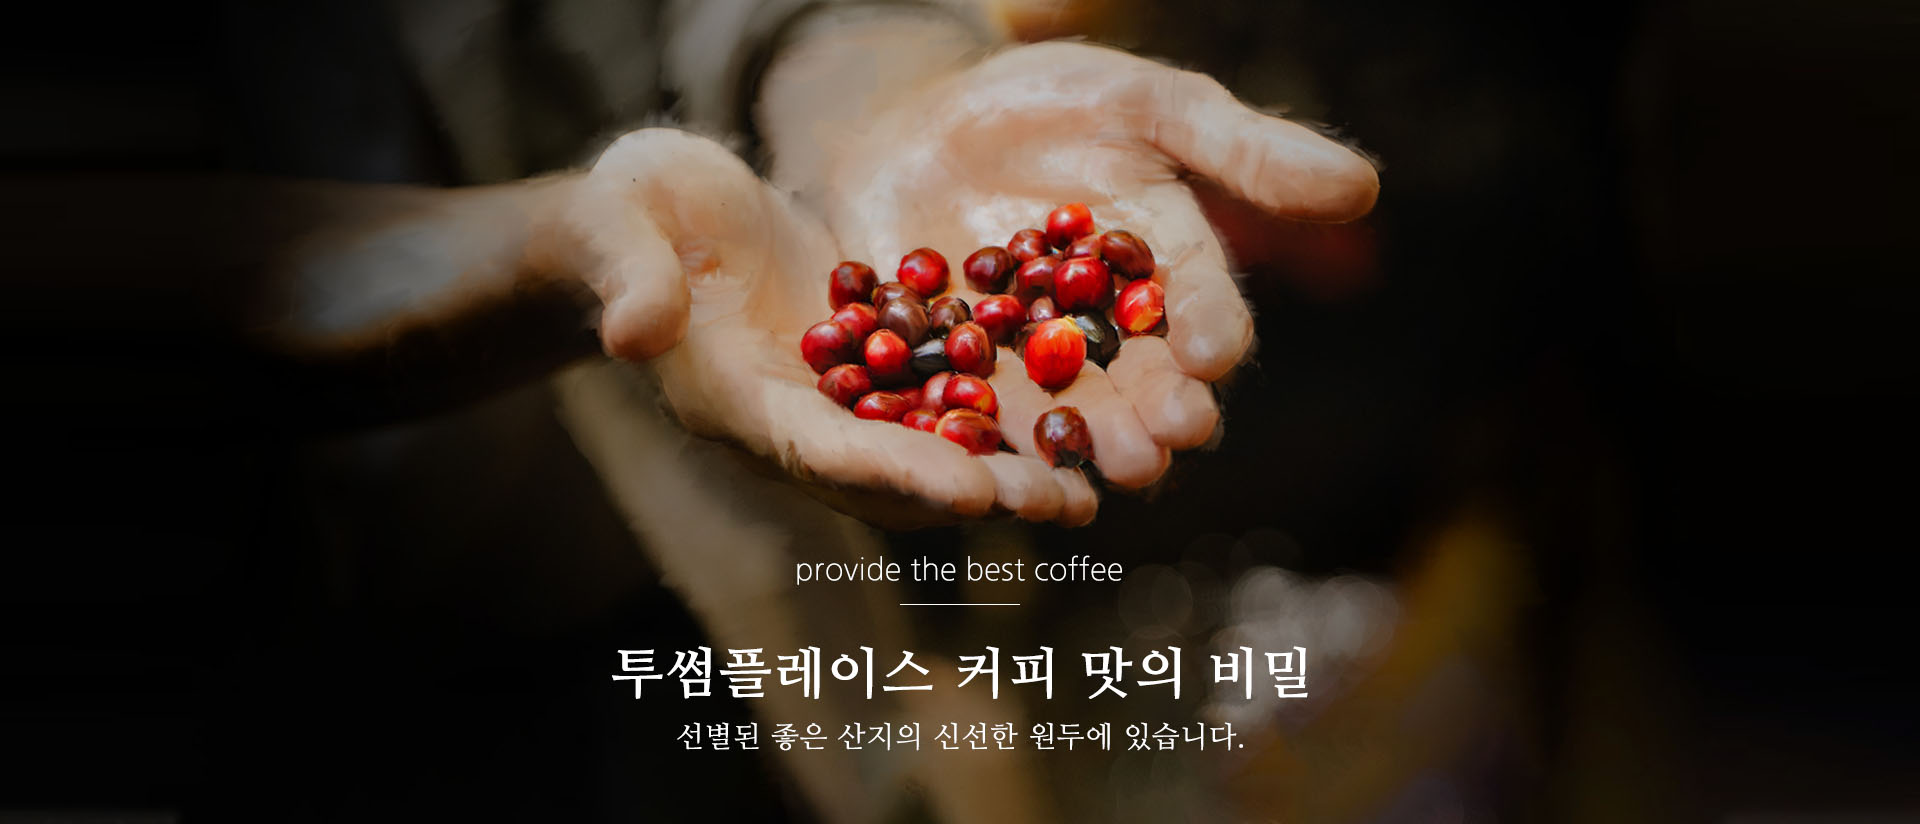 provide the best coffee
투썸플레이스 커피 맛의 비밀
선별된 좋은 산지의 신선한 원두에 있습니다.